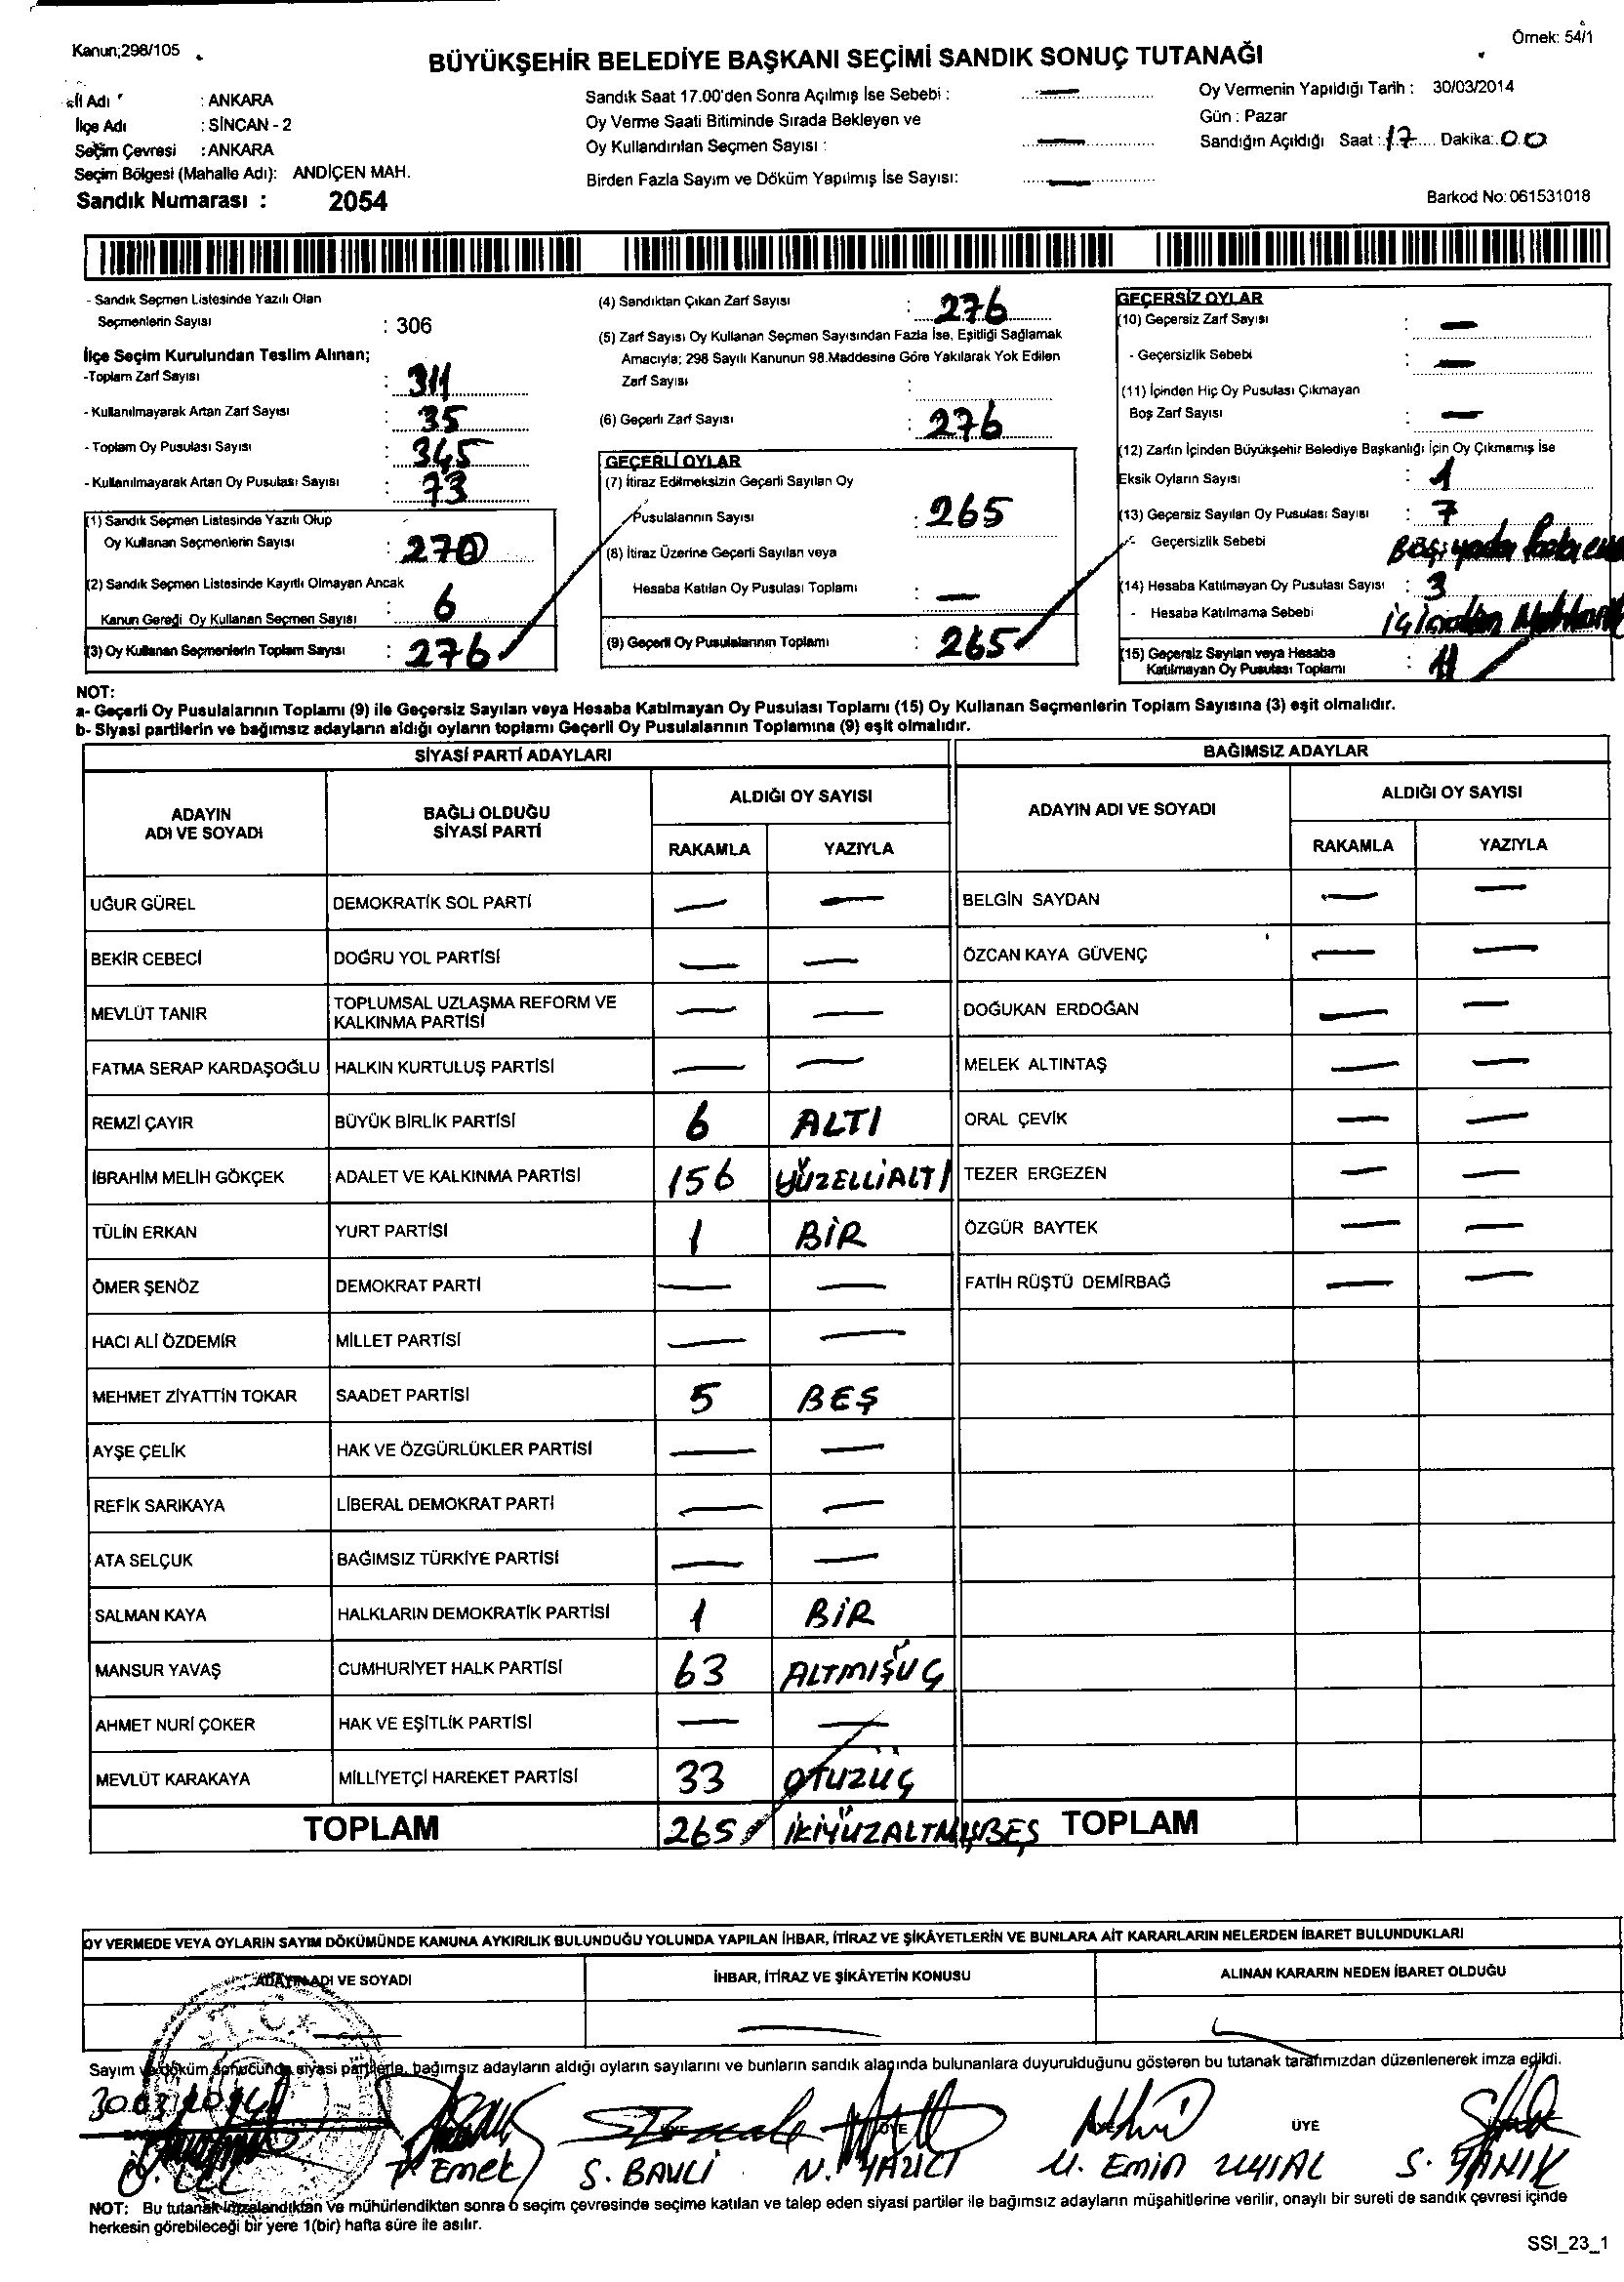 Kanun;298/105
Örnek: 54/1
BÜYÜKŞEHİR BELEDİYE BAŞKANI SEÇİMİ SANDIK SONUÇ TUTANAĞI
İl Adı : ANKARA
İlçe Adı : SİNCAN - 2
Seçim Çevresi : ANKARA
Seçim Bölgesi (Mahalle Adı): ANDİÇEN MAH.
Sandık Numarası : 2054
Sandık Saat 17.00'den Sonra Açılmış İse Sebebi : —
Oy Verme Saati Bitiminde Sırada Bekleyen ve
Oy Kullandırılan Seçmen Sayısı : —
Birden Fazla Sayım ve Döküm Yapılmış İse Sayısı: —
Oy Vermenin Yapıldığı Tarih : 30/03/2014
Gün : Pazar
Sandığın Açıldığı Saat : 17 Dakika: 00
Barkod No: 061531018
- Sandık Seçmen Listesinde Yazılı Olan
Seçmenlerin Sayısı : 306
İlçe Seçim Kurulundan Teslim Alınan;
-Toplam Zarf Sayısı : 311
- Kullanılmayarak Artan Zarf Sayısı : 35
- Toplam Oy Pusulası Sayısı : 345
- Kullanılmayarak Artan Oy Pusulası Sayısı : 73
(1) Sandık Seçmen Listesinde Yazılı Olup
Oy Kullanan Seçmenlerin Sayısı : 270
(2) Sandık Seçmen Listesinde Kayıtlı Olmayan Ancak
Kanun Gereği Oy Kullanan Seçmen Sayısı : 6
(3) Oy Kullanan Seçmenlerin Toplam Sayısı : 276
(4) Sandıktan Çıkan Zarf Sayısı : 276
(5) Zarf Sayısı Oy Kullanan Seçmen Sayısından Fazla İse, Eşitliği Sağlamak
Amacıyla; 298 Sayılı Kanunun 98.Maddesine Göre Yakılarak Yok Edilen
Zarf Sayısı :
(6) Geçerli Zarf Sayısı : 276
GEÇERLİ OYLAR
(7) İtiraz Edilmeksizin Geçerli Sayılan Oy
Pusulalarının Sayısı : 265
(8) İtiraz Üzerine Geçerli Sayılan veya
Hesaba Katılan Oy Pusulası Toplamı : —
(9) Geçerli Oy Pusulalarının Toplamı : 265
GEÇERSİZ OYLAR
(10) Geçersiz Zarf Sayısı : —
- Geçersizlik Sebebi : —
(11) İçinden Hiç Oy Pusulası Çıkmayan
Boş Zarf Sayısı : —
(12) Zarfın İçinden Büyükşehir Belediye Başkanlığı İçin Oy Çıkmamış İse
Eksik Oyların Sayısı : 1
(13) Geçersiz Sayılan Oy Pusulası Sayısı : 7
- Geçersizlik Sebebi
(14) Hesaba Katılmayan Oy Pusulası Sayısı : 3
- Hesaba Katılmama Sebebi
(15) Geçersiz Sayılan veya Hesaba
Katılmayan Oy Pusulası Toplamı : 11
NOT:
a- Geçerli Oy Pusulalarının Toplamı (9) ile Geçersiz Sayılan veya Hesaba Katılmayan Oy Pusulası Toplamı (15) Oy Kullanan Seçmenlerin Toplam Sayısına (3) eşit olmalıdır.
b- Siyasi partilerin ve bağımsız adayların aldığı oyların toplamı Geçerli Oy Pusulalarının Toplamına (9) eşit olmalıdır.
SİYASİ PARTİ ADAYLARI BAĞIMSIZ ADAYLAR
ADAYIN
ADI VE SOYADI
BAĞLI OLDUĞU
SİYASİ PARTİ
ALDIĞI OY SAYISI
RAKAMLA YAZIYLA
ADAYIN ADI VE SOYADI
ALDIĞI OY SAYISI
RAKAMLA YAZIYLA
UĞUR GÜREL DEMOKRATİK SOL PARTİ — — BELGİN SAYDAN — —
BEKİR CEBECİ DOĞRU YOL PARTİSİ — — ÖZCAN KAYA GÜVENÇ — —
MEVLÜT TANIR TOPLUMSAL UZLAŞMA REFORM VE
KALKINMA PARTİSİ — — DOĞUKAN ERDOĞAN — —
FATMA SERAP KARDAŞOĞLU HALKIN KURTULUŞ PARTİSİ — — MELEK ALTINTAŞ — —
REMZİ ÇAYIR BÜYÜK BİRLİK PARTİSİ 6 ALTI ORAL ÇEVİK — —
İBRAHİM MELİH GÖKÇEK ADALET VE KALKINMA PARTİSİ 156 YÜZELLİALTI TEZER ERGEZEN — —
TÜLİN ERKAN YURT PARTİSİ 1 BİR ÖZGÜR BAYTEK — —
ÖMER ŞENÖZ DEMOKRAT PARTİ — — FATİH RÜŞTÜ DEMİRBAĞ — —
HACI ALİ ÖZDEMİR MİLLET PARTİSİ — —
MEHMET ZİYATTİN TOKAR SAADET PARTİSİ 5 BEŞ
AYŞE ÇELİK HAK VE ÖZGÜRLÜKLER PARTİSİ — —
REFİK SARIKAYA LİBERAL DEMOKRAT PARTİ — —
ATA SELÇUK BAĞIMSIZ TÜRKİYE PARTİSİ — —
SALMAN KAYA HALKLARIN DEMOKRATİK PARTİSİ 1 BİR
MANSUR YAVAŞ CUMHURİYET HALK PARTİSİ 63 ALTMIŞÜÇ
AHMET NURİ ÇOKER HAK VE EŞİTLİK PARTİSİ — —
MEVLÜT KARAKAYA MİLLİYETÇİ HAREKET PARTİSİ 33 OTUZÜÇ
TOPLAM 265 İKİYÜZALTMIŞBEŞ TOPLAM
OY VERMEDE VEYA OYLARIN SAYIM DÖKÜMÜNDE KANUNA AYKIRILIK BULUNDUĞU YOLUNDA YAPILAN İHBAR, İTİRAZ VE ŞİKÂYETLERİN VE BUNLARA AİT KARARLARIN NELERDEN İBARET BULUNDUKLARI
ADAYIN ADI VE SOYADI İHBAR, İTİRAZ VE ŞİKÂYETİN KONUSU ALINAN KARARIN NEDEN İBARET OLDUĞU
Sayım ve döküm sonucunda siyasi partilerle, bağımsız adayların aldığı oyların sayılarını ve bunların sandık alanında bulunanlara duyurulduğunu gösteren bu tutanak tarafımızdan düzenlenerek imza edildi.
30.03.2014
ÜYE
Emek S. BAVLİ N. YAZICI M. Emin UYSAL S. YANIK
NOT: Bu tutanak imzalandıktan ve mühürlendikten sonra o seçim çevresinde seçime katılan ve talep eden siyasi partiler ile bağımsız adayların müşahitlerine verilir, onaylı bir sureti de sandık çevresi içinde
herkesin görebileceği bir yere 1(bir) hafta süre ile asılır.
SSI_23_1